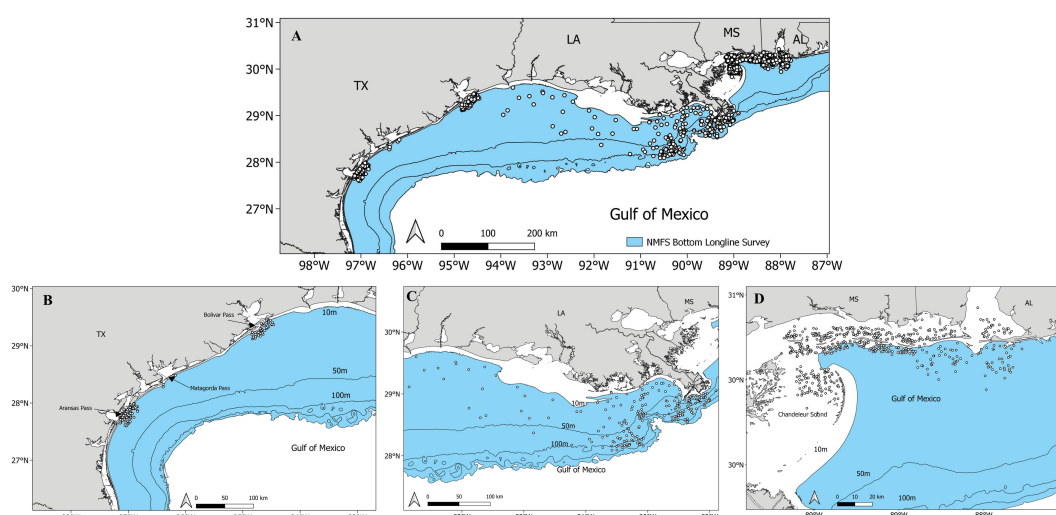 A
31°N
30°N
29°N
28°N
27°N
TX
LA
MS
AL
Gulf of Mexico
0 100 200 km
NMFS Bottom Longline Survey
98°W 97°W 96°W 95°W 94°W 93°W 92°W 91°W 90°W 89°W 88°W 87°W
B
30°N
29°N
28°N
27°N
TX
Bolivar Pass
Matagorda Pass
Aransas Pass
10m
50m
100m
Gulf of Mexico
0 50 100 km
C
30°N
29°N
28°N
LA
MS
10m
50m
100m
Gulf of Mexico
0 50 100 km
D
31°N
30°N
30°N
MS
AL
Gulf of Mexico
Chandeleur Sound
10m
50m
100m
0 10 20 km